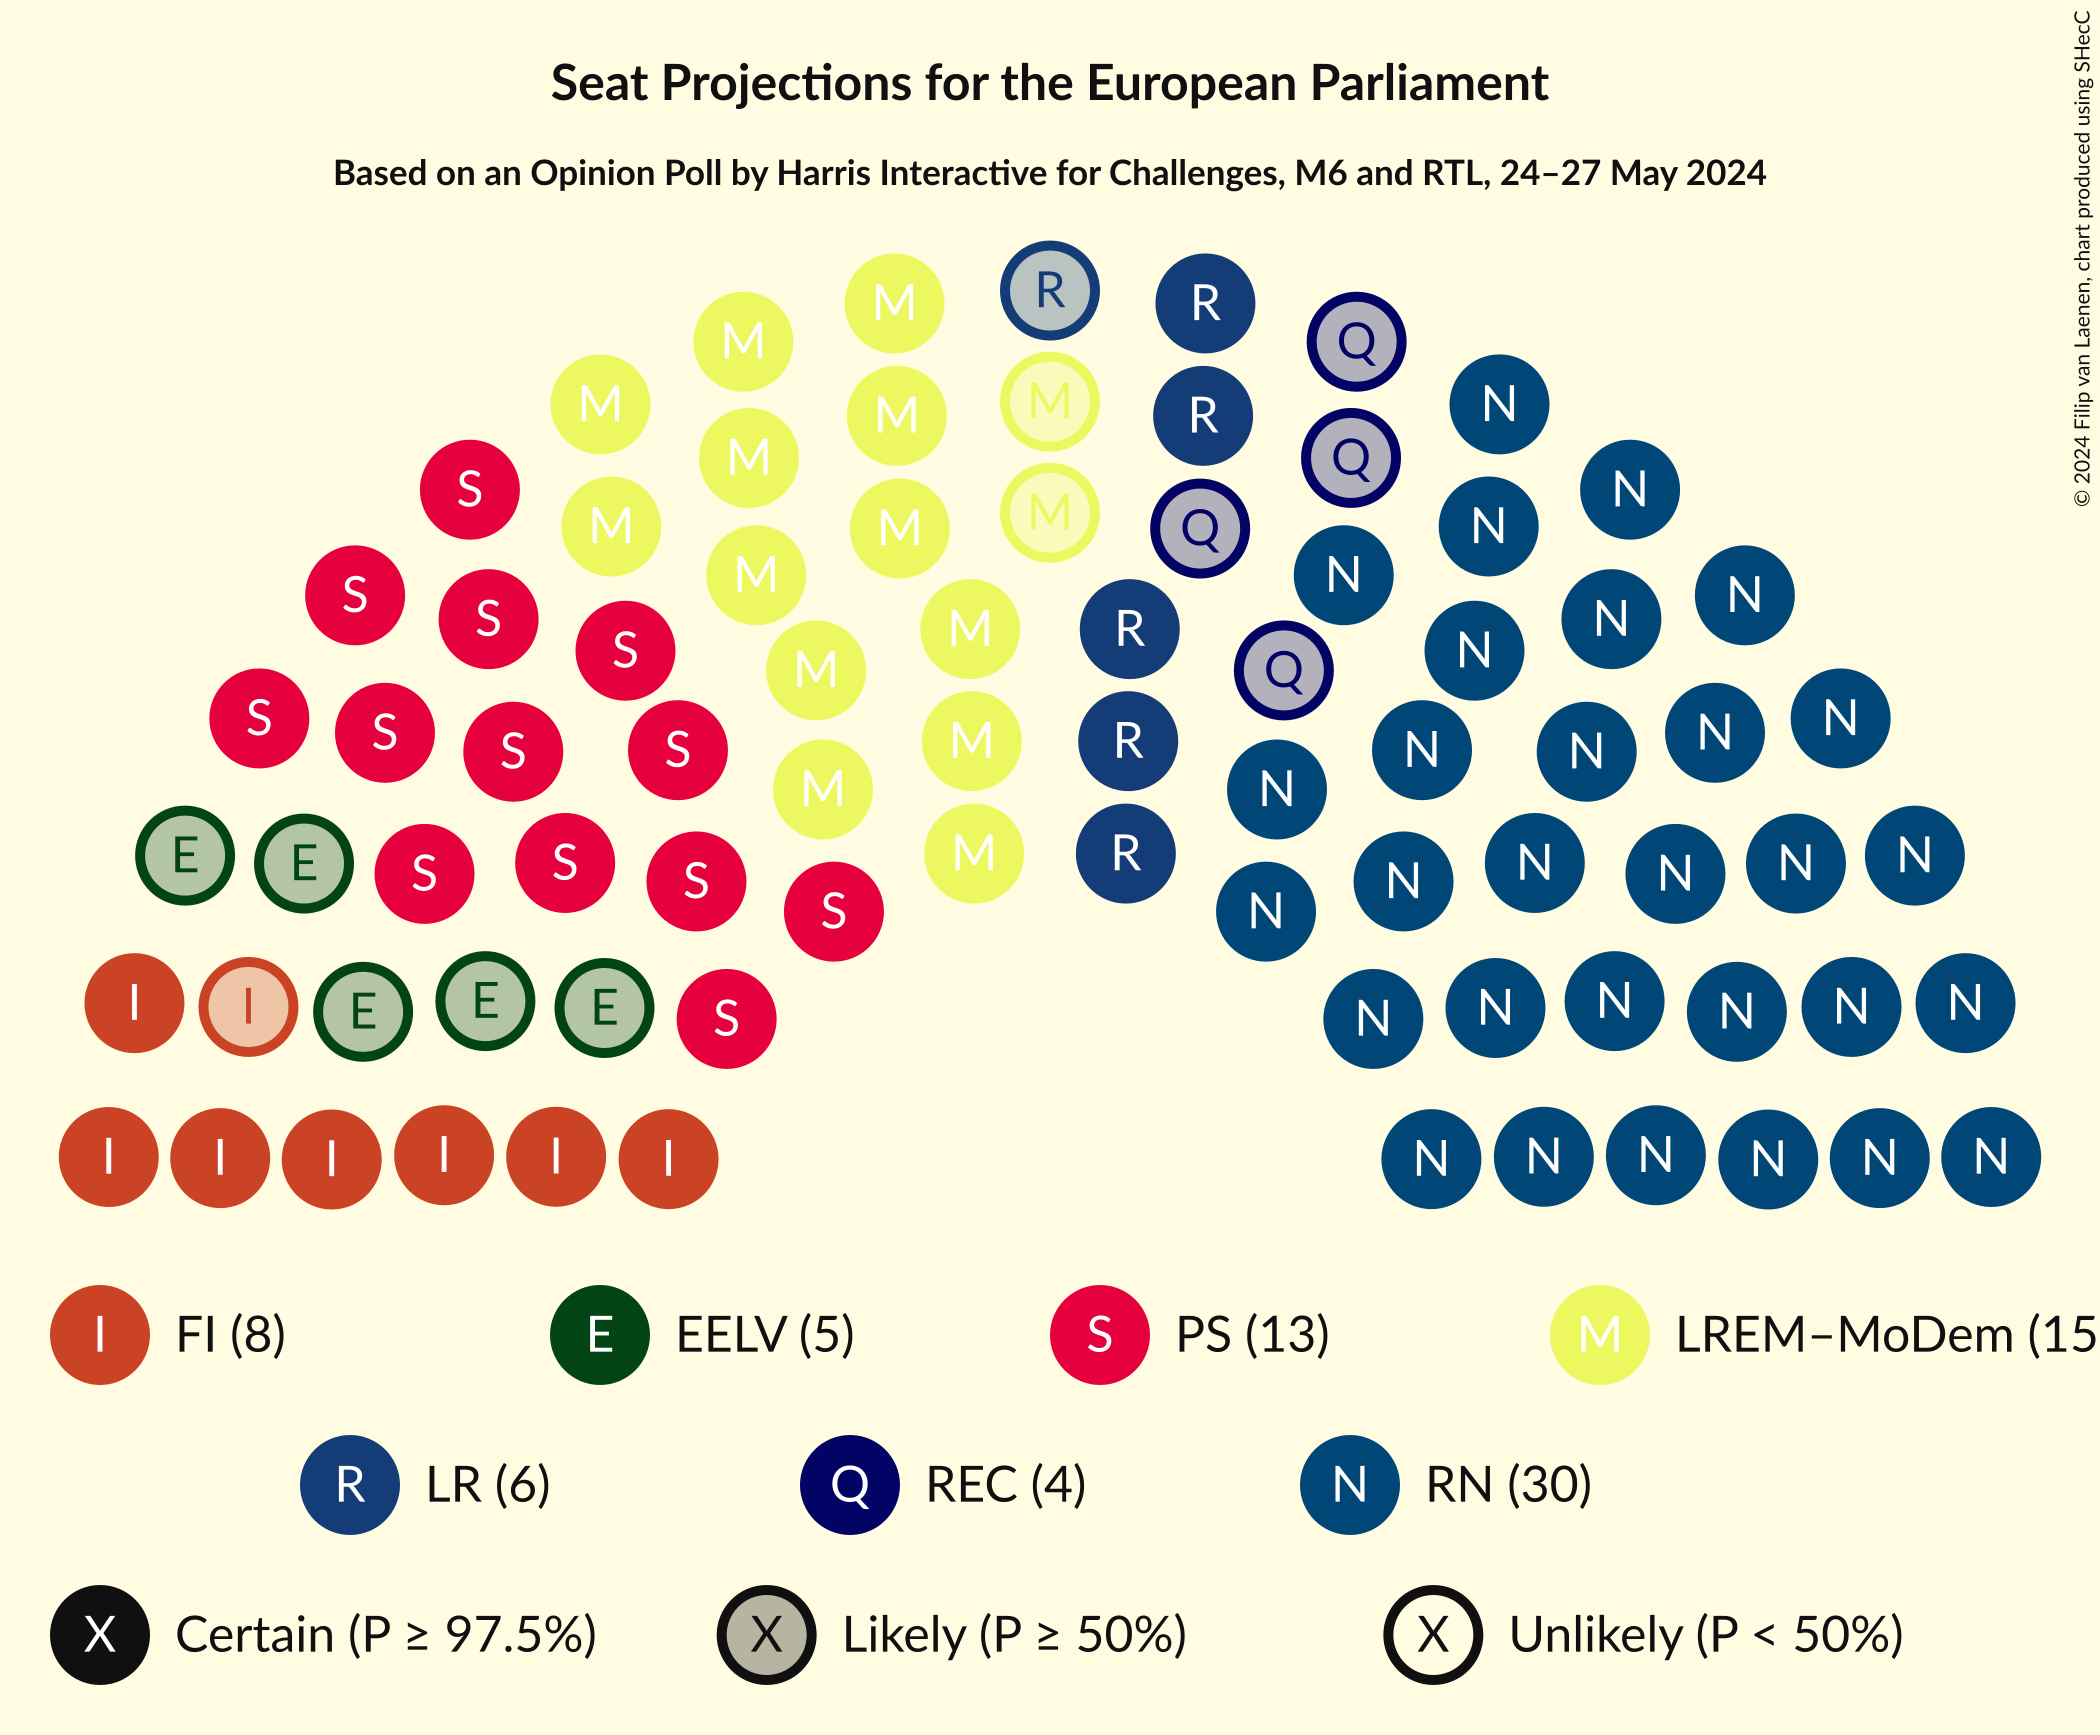 Seat Projections for the European Parliament
Based on an Opinion Poll by Harris Interactive for Challenges, M6 and RTL, 24–27 May 2024
© 2024 Filip van Laenen, chart produced using SHecC
R
M R
M Q
N
M M
R
M Q
S N
M
N
M M
Q
M N
S N
S N
M R
S N
M Q
S N
S N
S M R N
S N
M N
E E M R N
S S S N N N N N
S N
I I E E E S N N N N N N
I I I I I I N N N N N N
I FI (8) E EELV (5) S PS (13) M LREM–MoDem (15
R LR (6) Q REC (4) N RN (30)
X Certain (P ≥ 97.5%) X Likely (P ≥ 50%) X Unlikely (P < 50%)